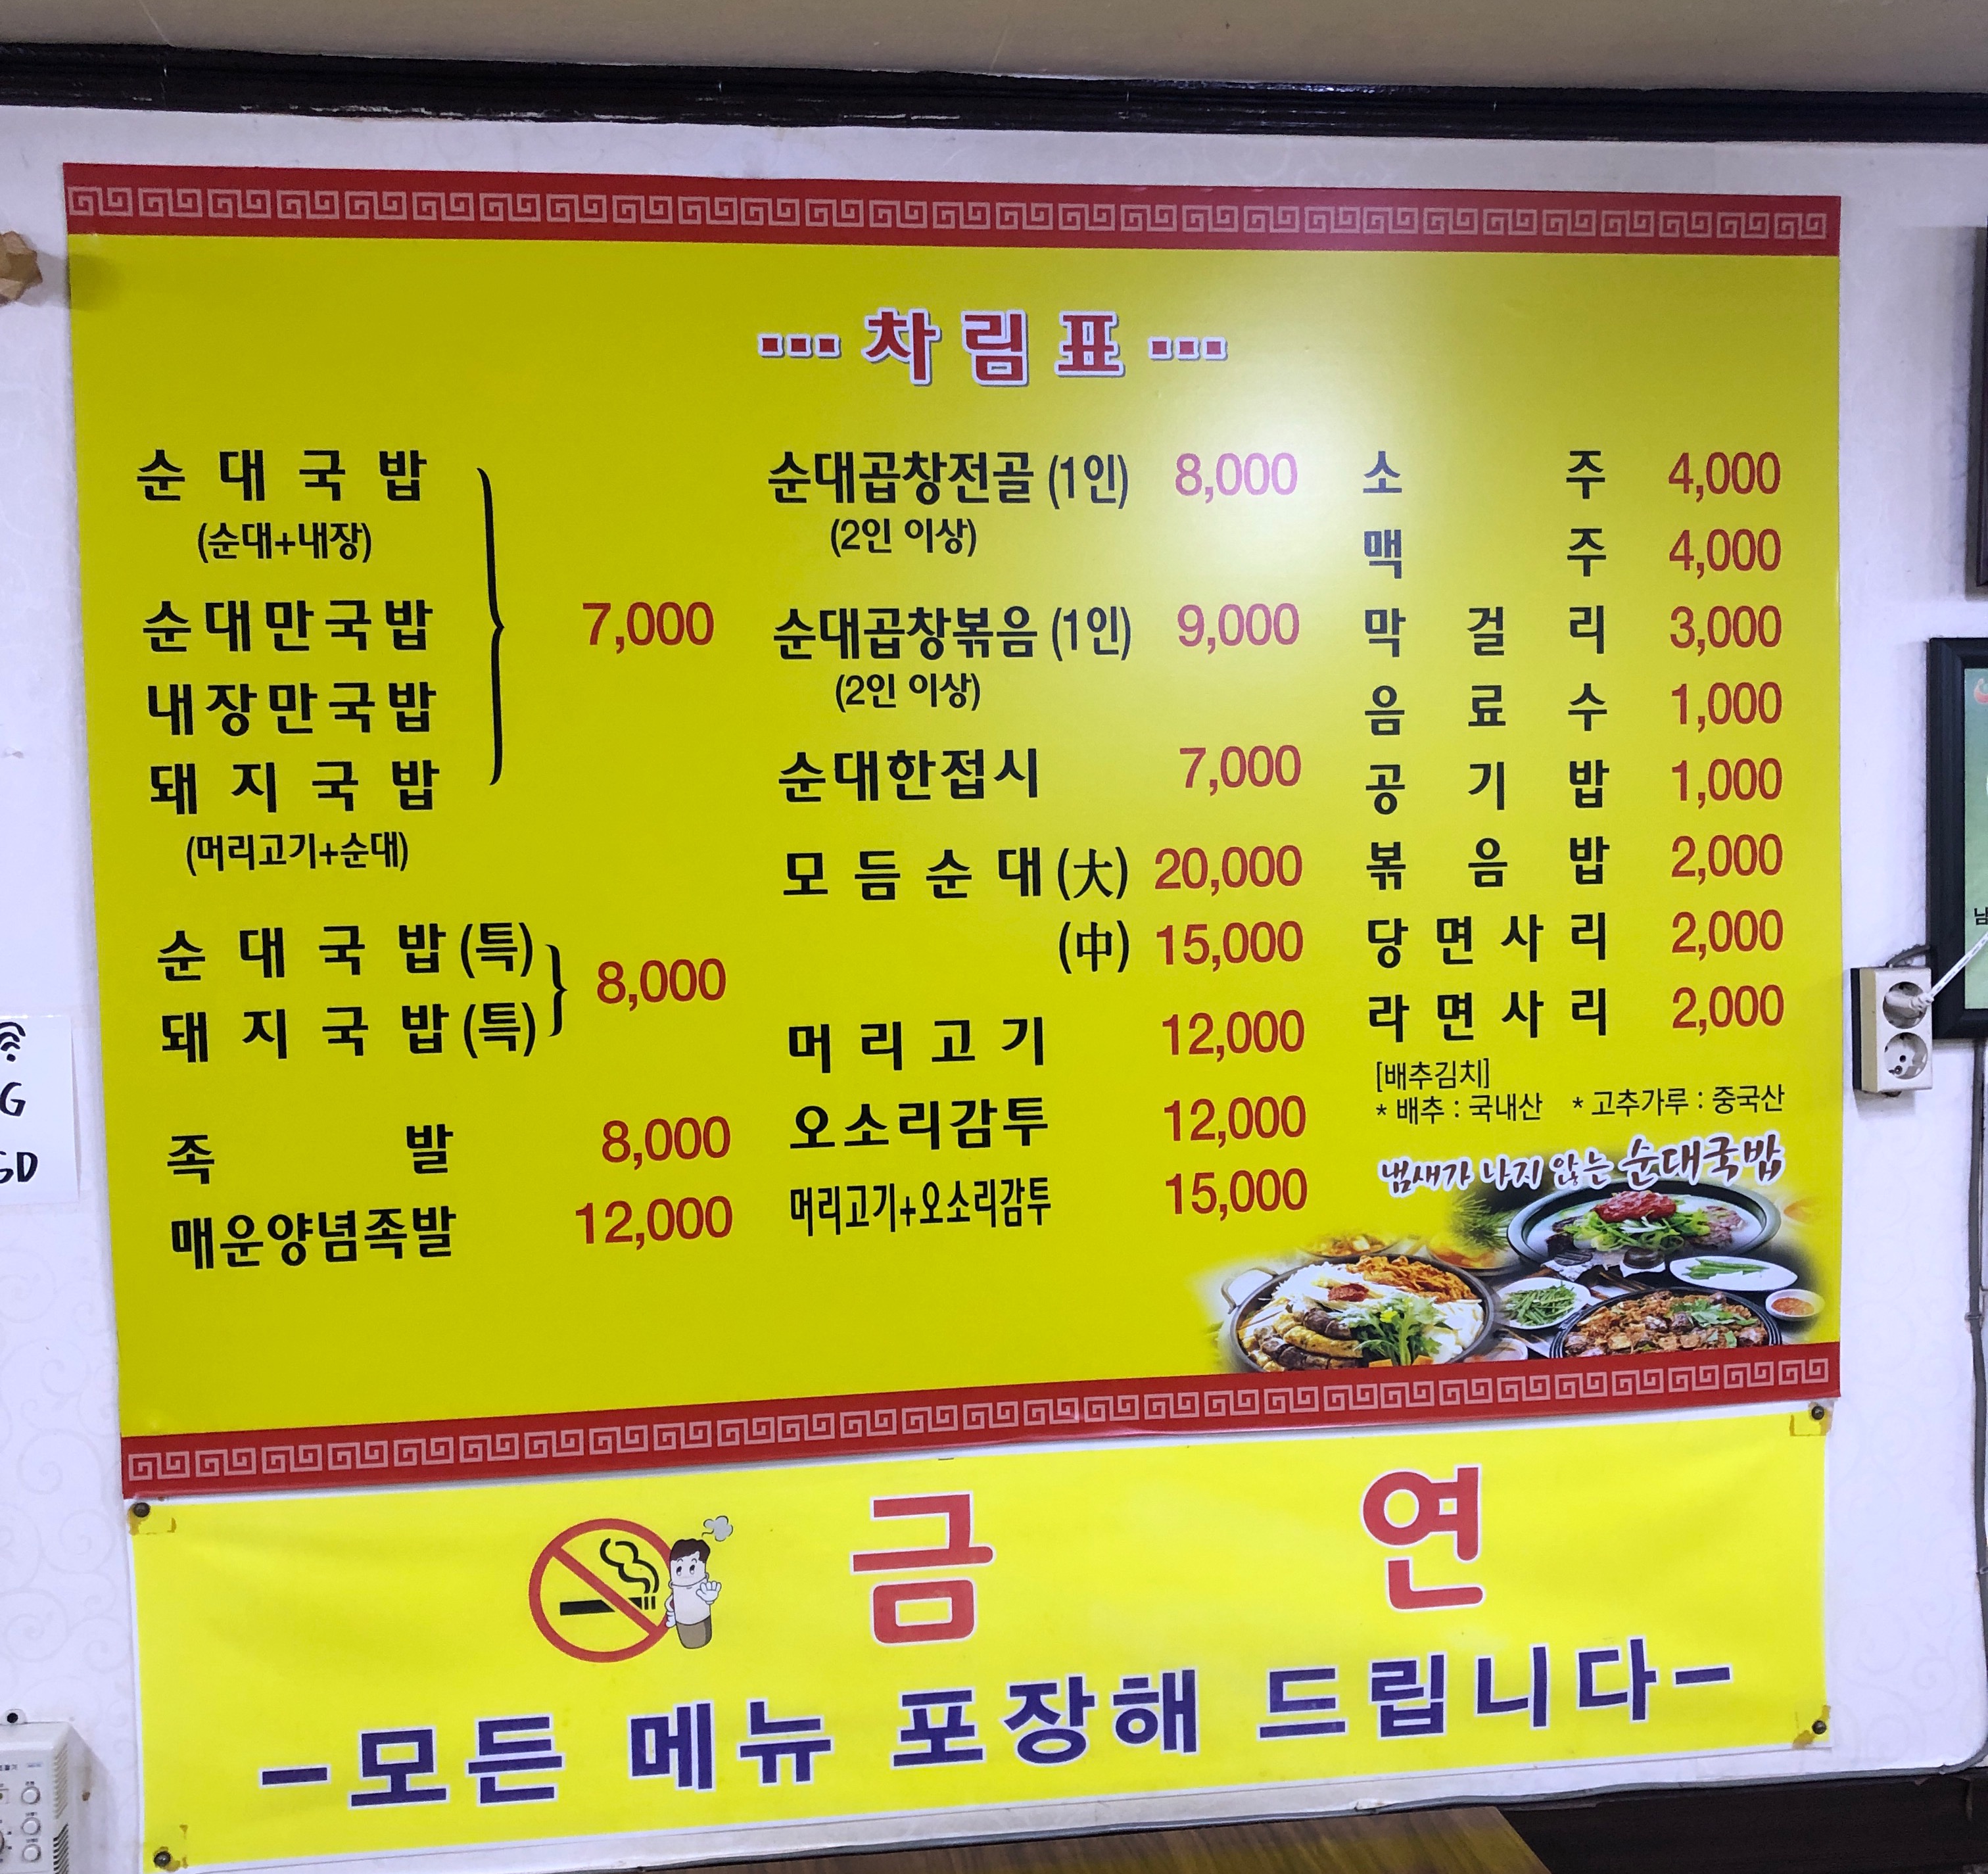 차림표
순대국밥
(순대+내장)
순대만국밥
내장만국밥
돼지국밥
(머리고기+순대)
7,000
순대국밥(특)
돼지국밥(특)
8,000
족발 8,000
매운양념족발 12,000
순대곱창전골 (1인) 8,000
(2인 이상)
순대곱창볶음 (1인) 9,000
(2인 이상)
순대한접시 7,000
모듬순대(大) 20,000
(中) 15,000
머리고기 12,000
오소리감투 12,000
머리고기+오소리감투 15,000
소주 4,000
맥주 4,000
막걸리 3,000
음료수 1,000
공기밥 1,000
볶음밥 2,000
당면사리 2,000
라면사리 2,000
[배추김치]
* 배추 : 국내산 * 고추가루 : 중국산
냄새가 나지 않는 순대국밥
금연
-모든 메뉴 포장해 드립니다-
G
GD
남